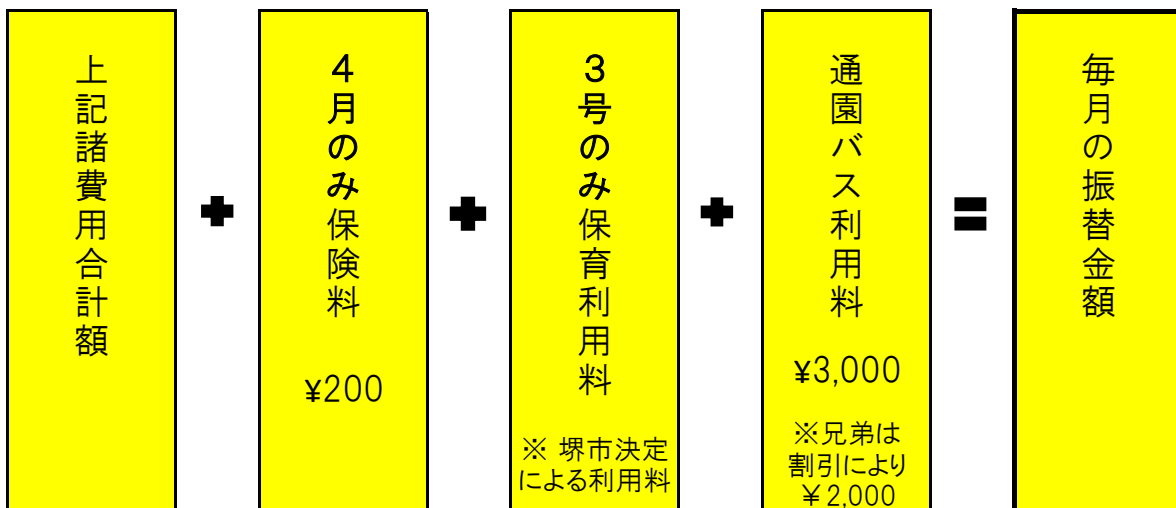 上記諸費用合計額
+
4月のみ保険料
¥200
+
3号のみ保育利用料
※ 堺市決定
による利用料
+
通園バス利用料
¥3,000
※兄弟は
割引により
￥2,000
=
毎月の振替金額